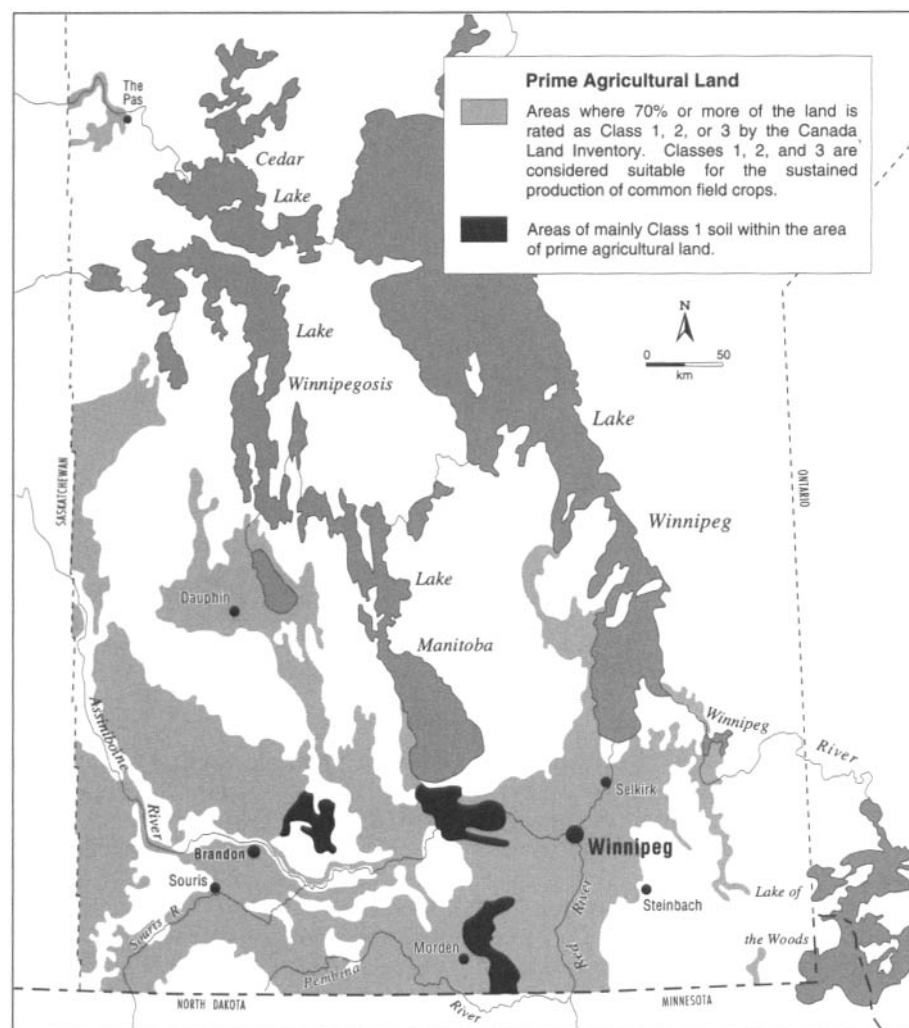 The
Pas
Prime Agricultural Land
Areas where 70% or more of the land is
rated as Class 1, 2, or 3 by the Canada
Land Inventory. Classes 1, 2, and 3 are
considered suitable for the sustained
production of common field crops.
Areas of mainly Class 1 soil within the area
of prime agricultural land.
Cedar
Lake
N
0 50
km
Lake
Winnipegosis
Lake
Winnipeg
SASKATCHEWAN
ONTARIO
Lake
Manitoba
Dauphin
Assiniboine
River
Winnipeg
River
Selkirk
Winnipeg
Brandon
Souris
Souris R.
Steinbach
Lake of
the Woods
Red
River
Morden
Pembina
River
NORTH DAKOTA
MINNESOTA